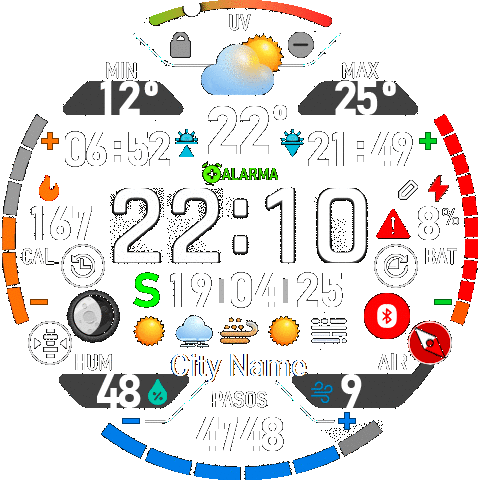 UV
MIN MAX
12° 25°
22°
06:52 21:49
ALARMA
22:10
167 8%
CAL BAT
S 19|04|25
City Name
HUM AIR
48 9
PASOS
4748